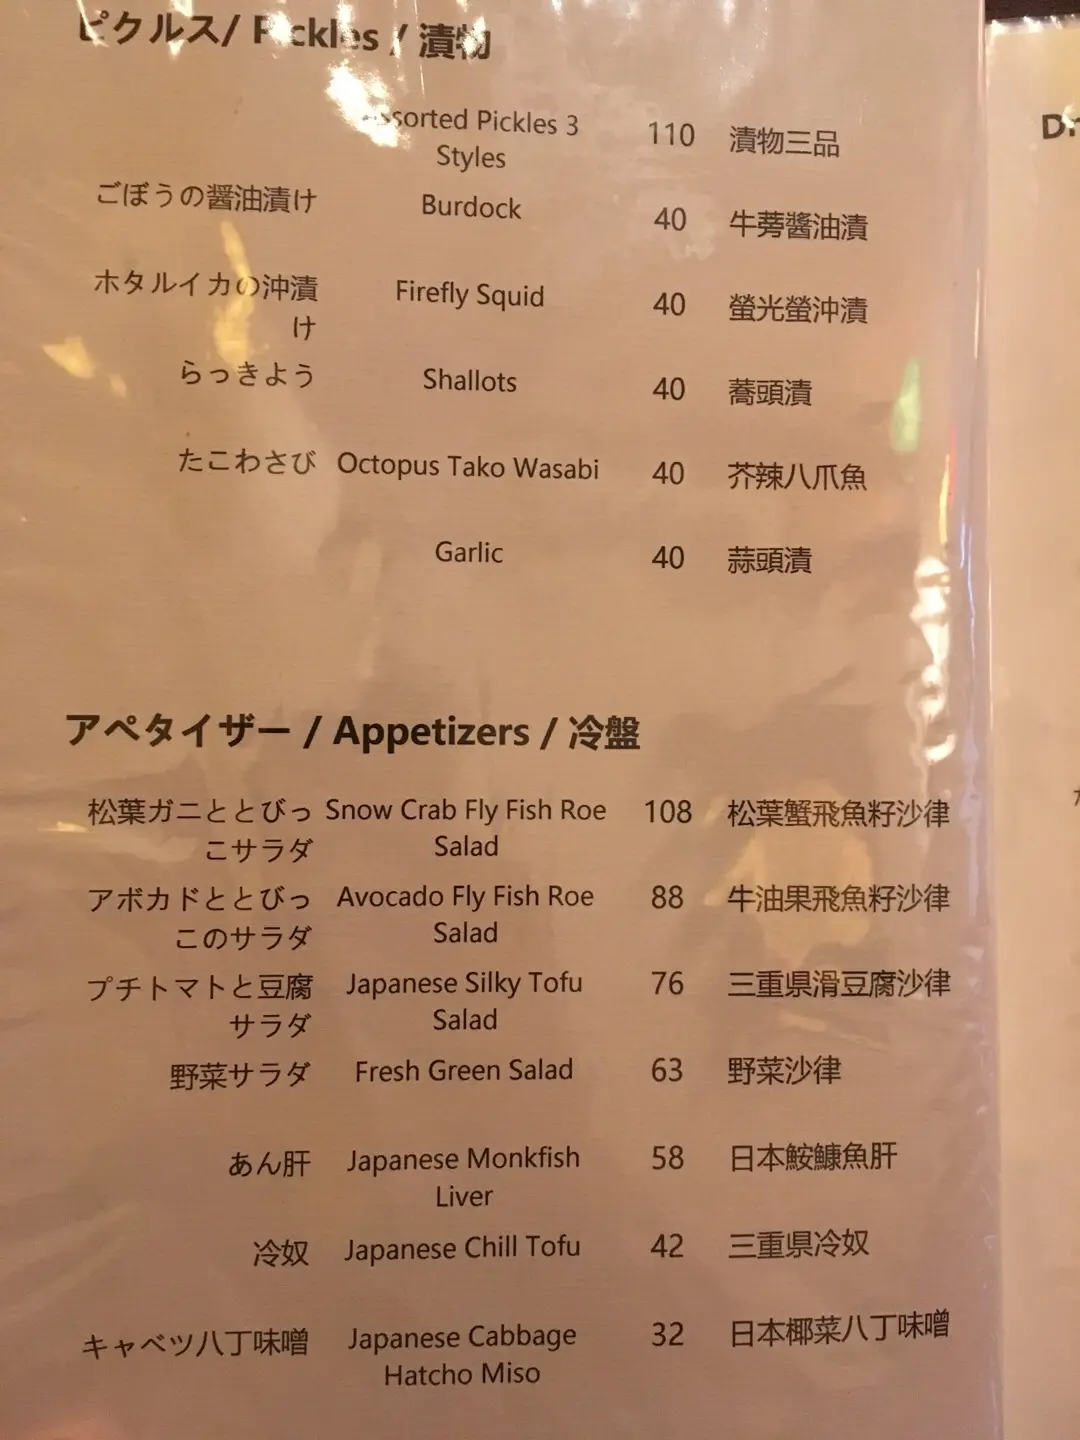 ピクルス/ Pickles / 漬物
Assorted Pickles 3 110 漬物三品
Styles
ごぼうの醤油漬け Burdock 40 牛蒡醬油漬
ホタルイカの沖漬 Firefly Squid 40 螢光螢沖漬
け
らっきよう Shallots 40 蕎頭漬
たこわさび Octopus Tako Wasabi 40 芥辣八爪魚
Garlic 40 蒜頭漬
アペタイザー / Appetizers / 冷盤
松葉ガニととびっ Snow Crab Fly Fish Roe 108 松葉蟹飛魚籽沙律
こサラダ Salad
アボカドととびっ Avocado Fly Fish Roe 88 牛油果飛魚籽沙律
このサラダ Salad
プチトマトと豆腐 Japanese Silky Tofu 76 三重県滑豆腐沙律
サラダ Salad
野菜サラダ Fresh Green Salad 63 野菜沙律
あん肝 Japanese Monkfish 58 日本鮟鱇魚肝
Liver
冷奴 Japanese Chill Tofu 42 三重県冷奴
キャベツ八丁味噌 Japanese Cabbage 32 日本椰菜八丁味噌
Hatcho Miso